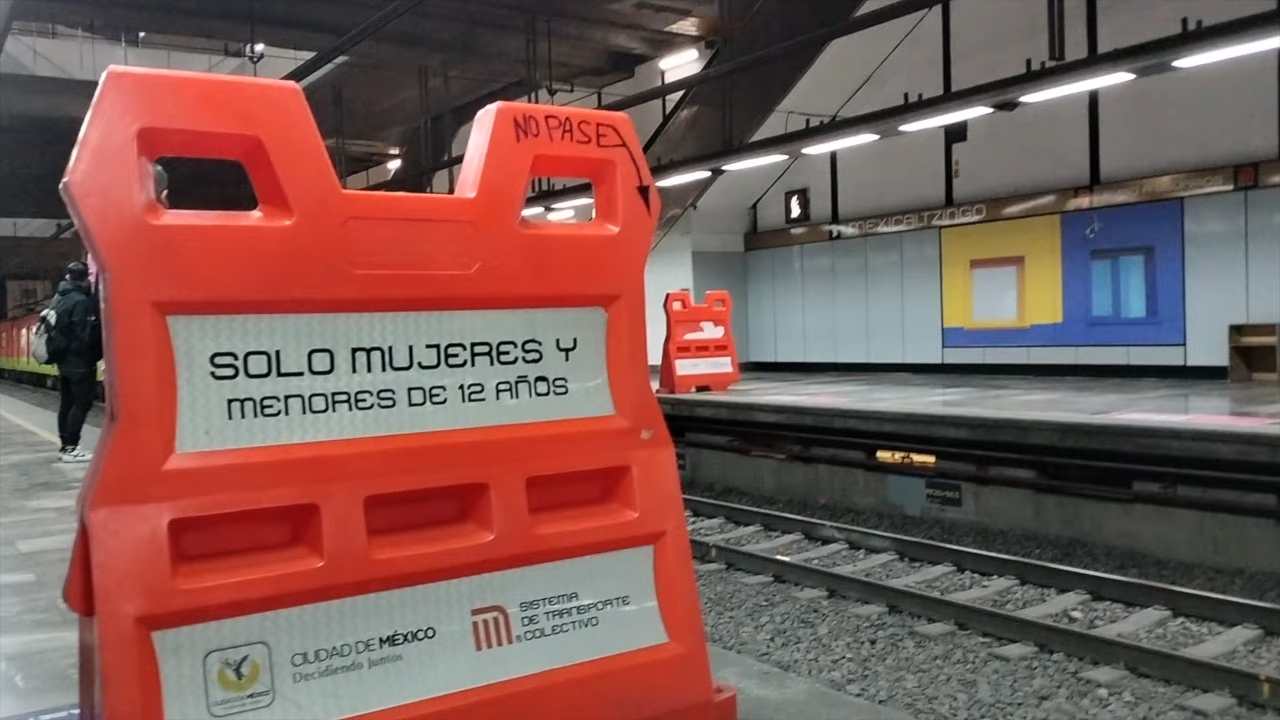 NO PASE
SOLO MUJERES Y
MENORES DE 12 AÑOS
CIUDAD DE MÉXICO
Decidiendo Juntos
SISTEMA
DE TRANSPORTE
COLECTIVO
MEXICALTZINGO